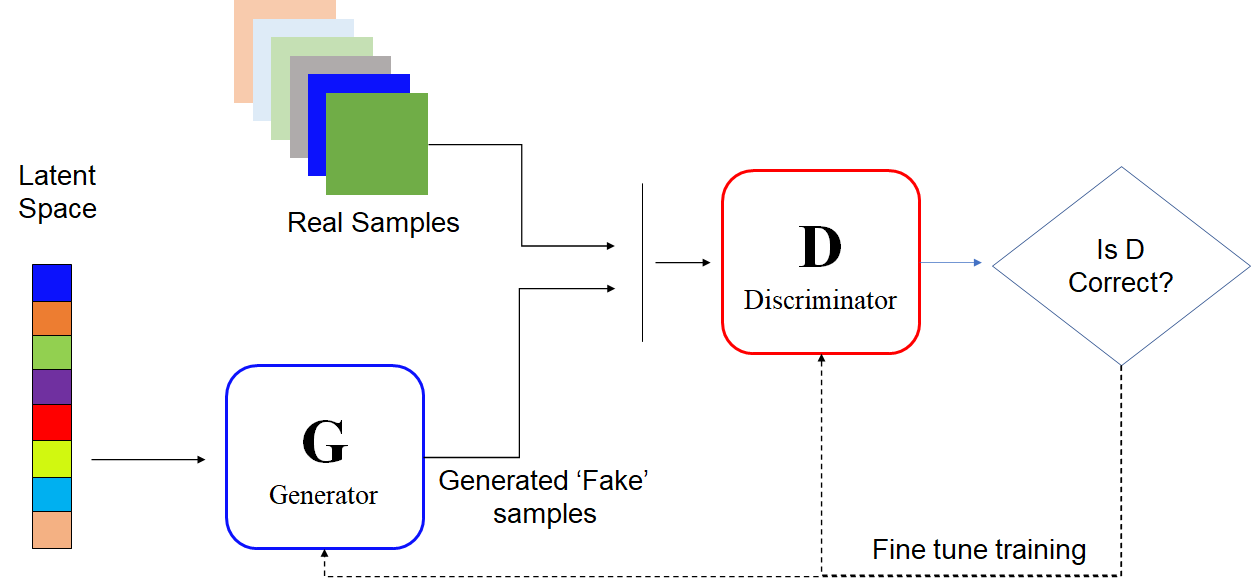 Latent
Space
Real Samples
D
Discriminator
Is D
Correct?
G
Generator
Generated ‘Fake’
samples
Fine tune training